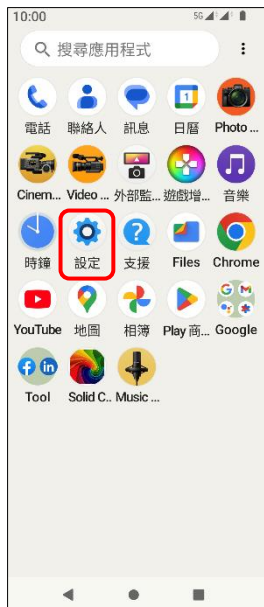 10:00 5G
搜尋應用程式
電話 聯絡人 訊息 日曆 Photo ...
Cinem... Video ... 外部監... 遊戲增... 音樂
時鐘 設定 支援 Files Chrome
YouTube 地圖 相簿 Play 商... Google
Tool Solid C.. Music ...